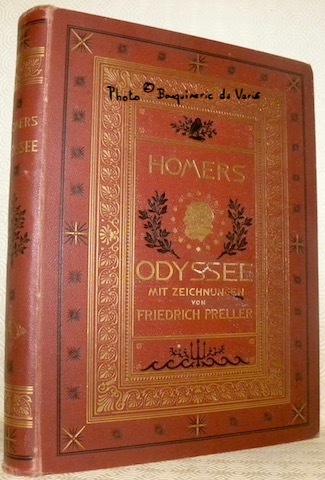 Photo © Bouquinerie du Varis
HOMERS
ODYSSEE
HOMERS
ODYSSEE
MIT ZEICHNUNGEN
VON
FRIEDRICH PRELLER